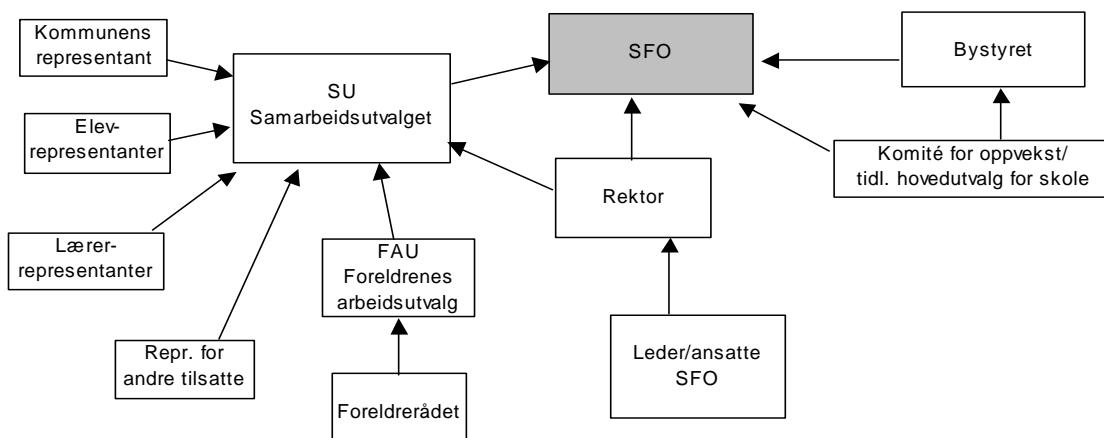 Kommunens
representant
SFO
Bystyret
SU
Samarbeidsutvalget
Elev-
representanter
Komité for oppvekst/
tidl. hovedutvalg for skole
Rektor
Lærer-
representanter
FAU
Foreldrenes
arbeidsutvalg
Repr. for
andre tilsatte
Leder/ansatte
SFO
Foreldrerådet